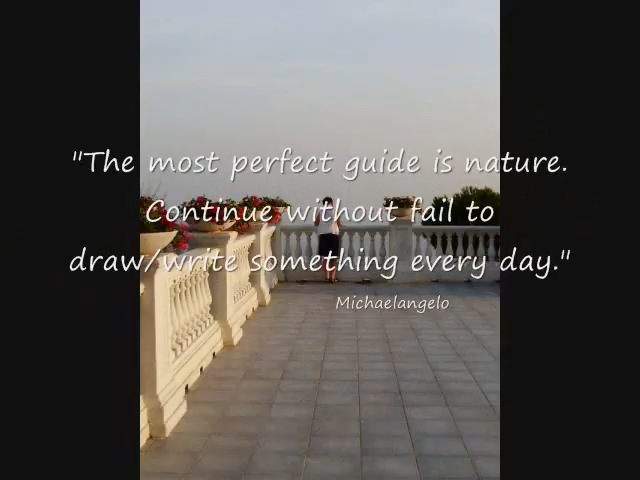 "The most perfect guide is nature.
Continue without fail to
draw/write something every day."
Michaelangelo